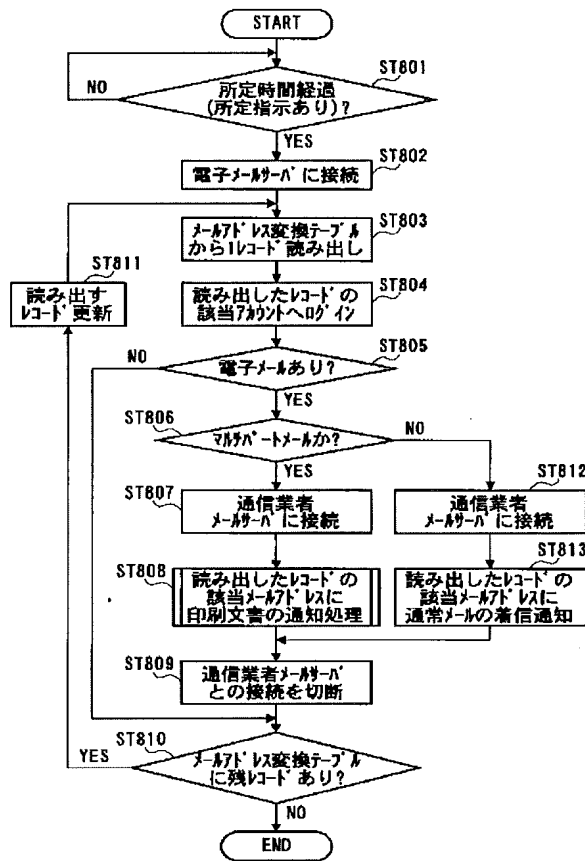 START
ST801
NO
所定時間経過
(所定指示あり)?
YES
ST802
電子メールサーバに接続
ST803
メールアドレス変換テーブル
から1レコード読み出し
ST811
読み出す
レコード更新
ST804
読み出したレコードの
該当アカウントへログイン
NO
ST805
電子メールあり?
YES
ST806
マルチパートメールか?
NO
YES
ST807
通信業者
メールサーバに接続
ST812
通信業者
メールサーバに接続
ST808
読み出したレコードの
該当メールアドレスに
印刷文書の通知処理
ST813
読み出したレコードの
該当メールアドレスに
通常メールの着信通知
ST809
通信業者メールサーバ
との接続を切断
ST810
YES
メールアドレス変換テーブル
に残レコードあり?
NO
END